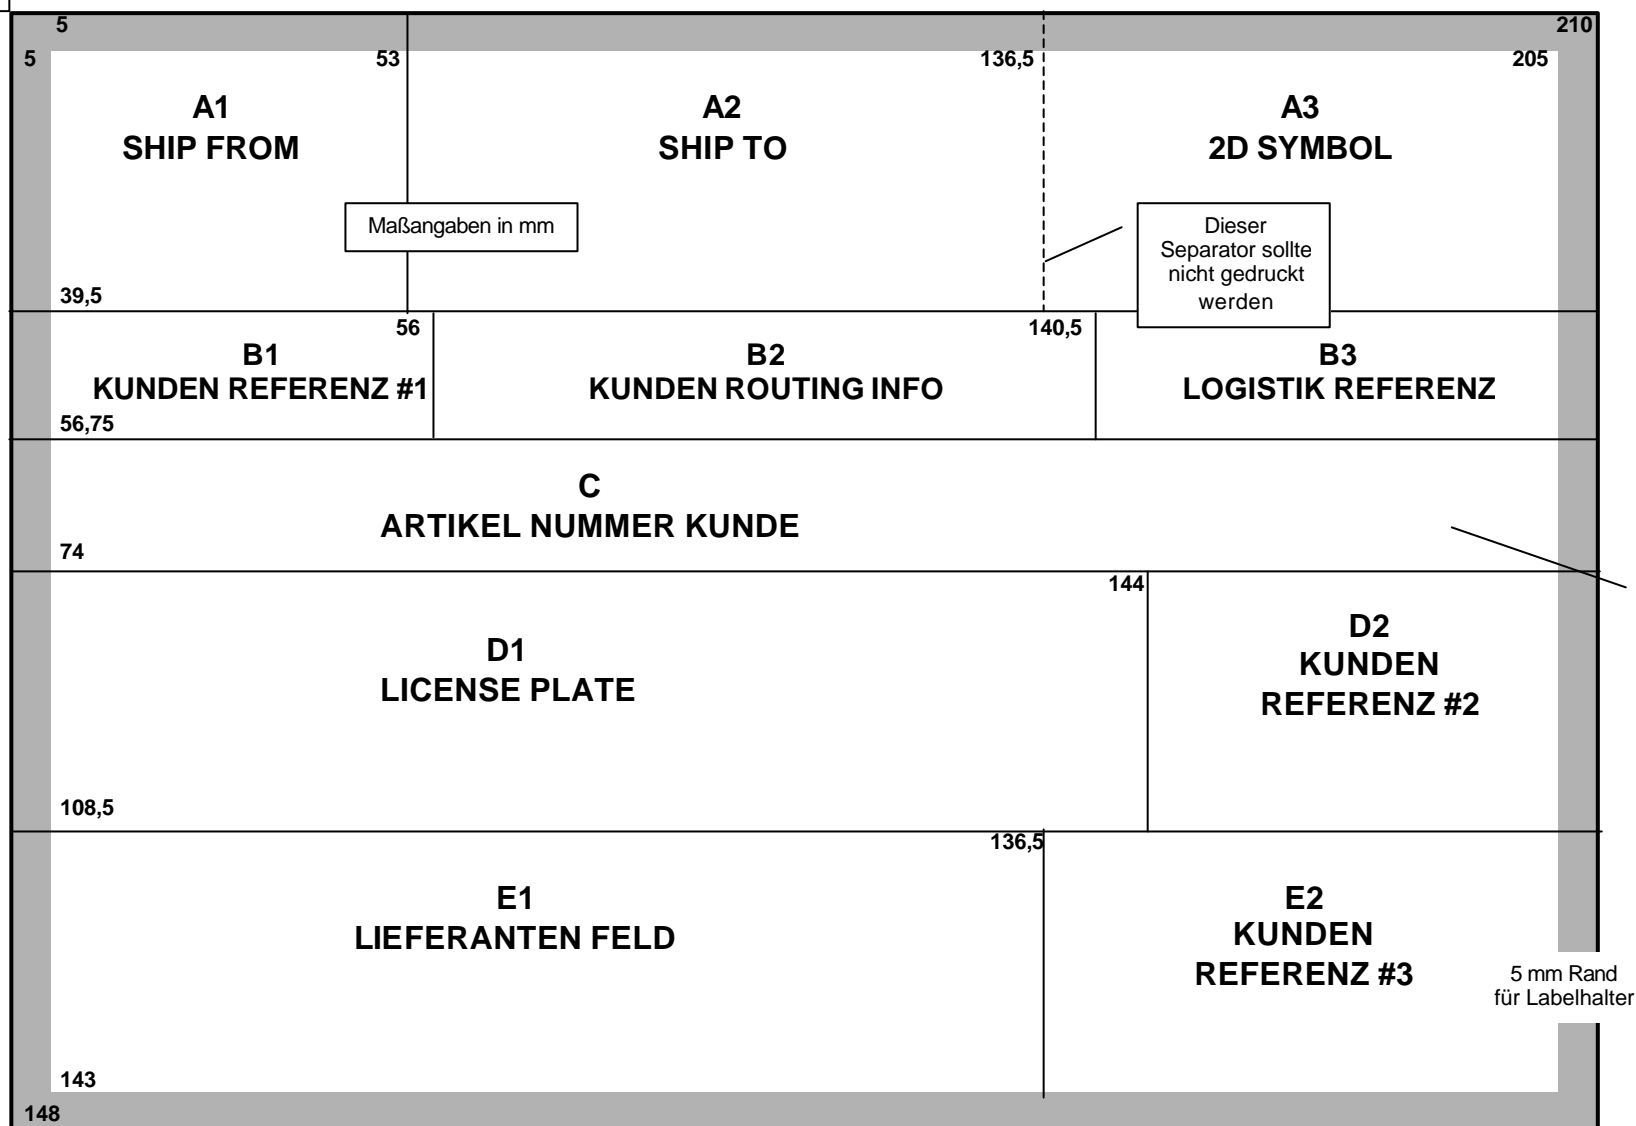 5
210
5
53
136,5
205
A1
SHIP FROM
A2
SHIP TO
A3
2D SYMBOL
Maßangaben in mm
Dieser
Separator sollte
nicht gedruckt
werden
39,5
56
140,5
B1
KUNDEN REFERENZ #1
B2
KUNDEN ROUTING INFO
B3
LOGISTIK REFERENZ
56,75
C
ARTIKEL NUMMER KUNDE
74
144
D1
LICENSE PLATE
D2
KUNDEN
REFERENZ #2
108,5
136,5
E1
LIEFERANTEN FELD
E2
KUNDEN
REFERENZ #3
5 mm Rand
für Labelhalter
143
148